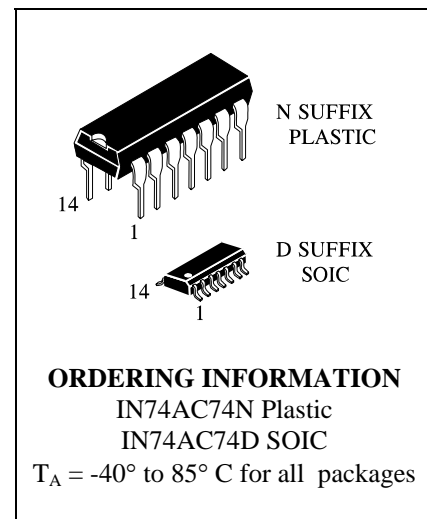 N SUFFIX
PLASTIC
14
1
D SUFFIX
SOIC
14
1
ORDERING INFORMATION
IN74AC74N Plastic
IN74AC74D SOIC
TA = -40° to 85° C for all packages